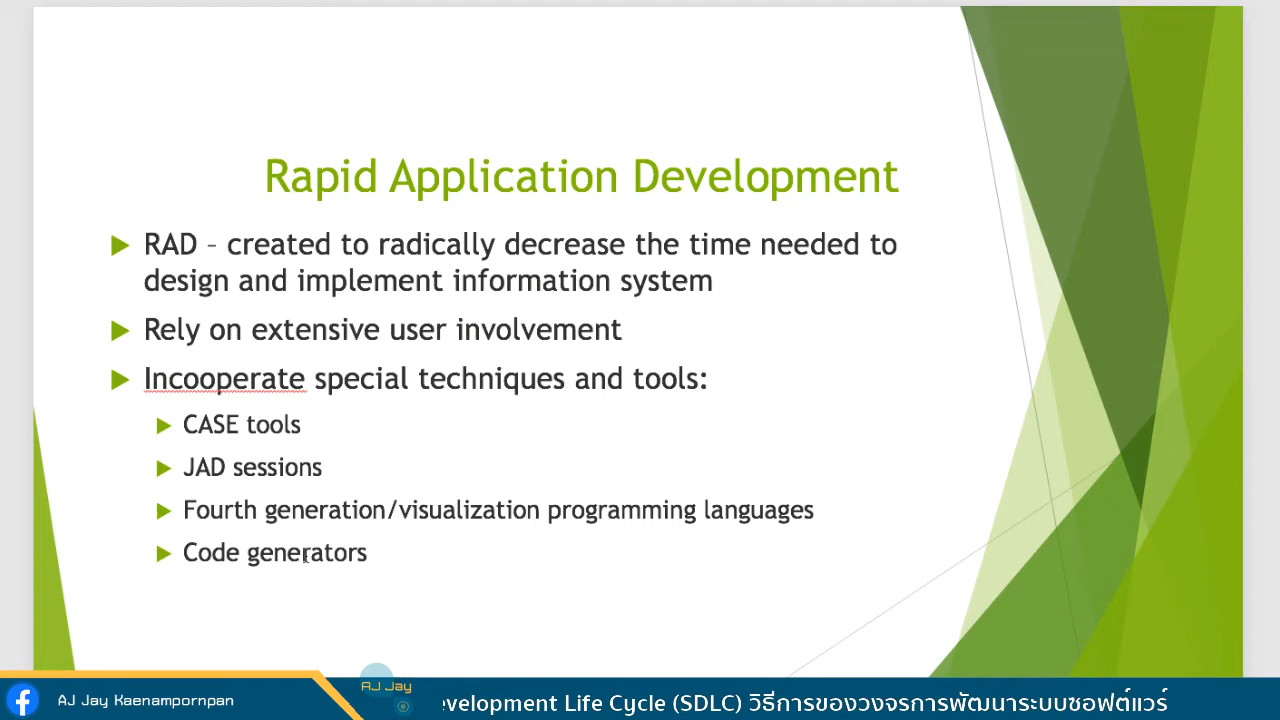 Rapid Application Development
RAD – created to radically decrease the time needed to
design and implement information system
Rely on extensive user involvement
Incooperate special techniques and tools:
CASE tools
JAD sessions
Fourth generation/visualization programming languages
Code generators
AJ Jay Kaenampornpan
AJ Jay
evelopment Life Cycle (SDLC) วิธีการของวงจรการพัฒนาระบบซอฟต์แวร์